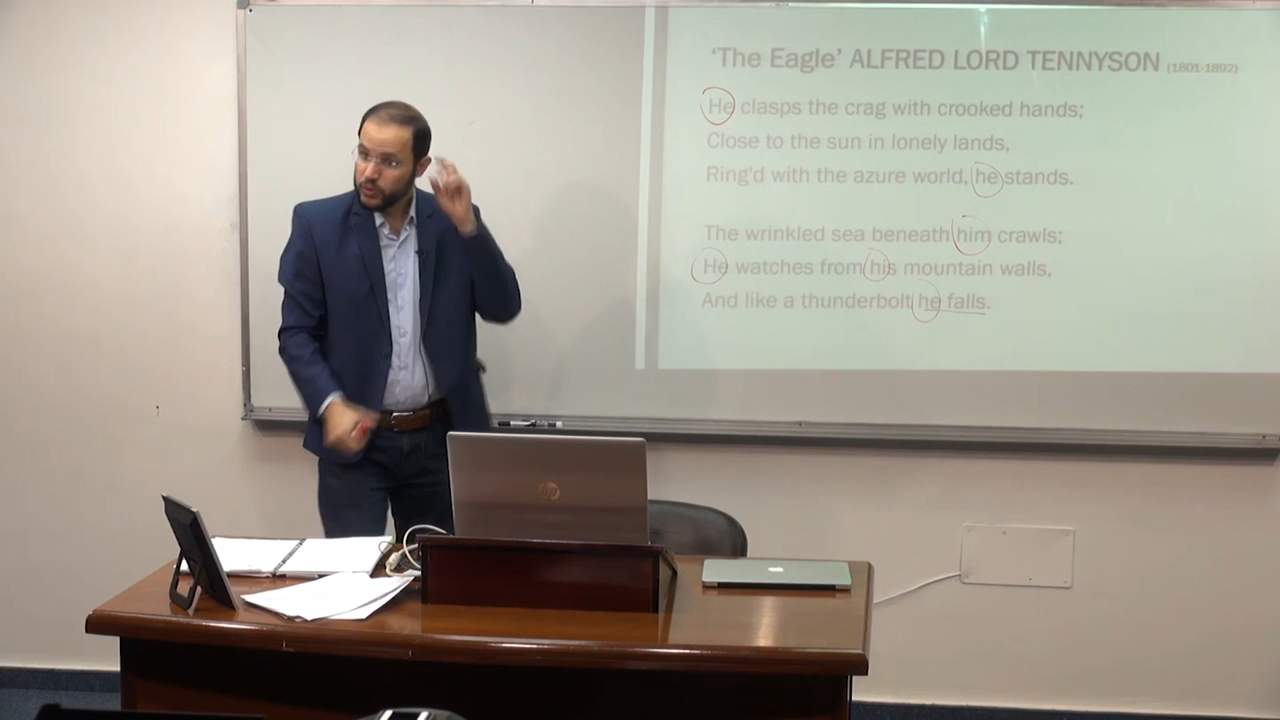 ‘The Eagle’ ALFRED LORD TENNYSON (1801-1892)
He clasps the crag with crooked hands;
Close to the sun in lonely lands,
Ring'd with the azure world, he stands.
The wrinkled sea beneath him crawls;
He watches from his mountain walls,
And like a thunderbolt he falls.
hp